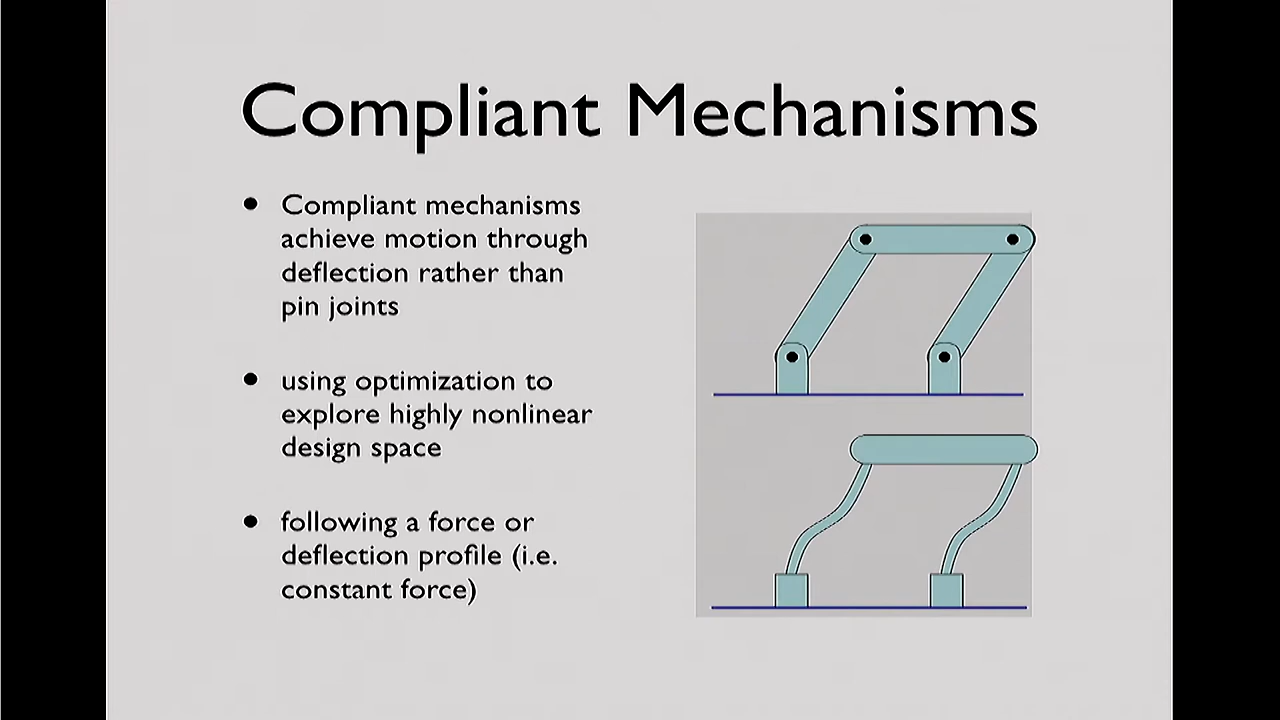 Compliant Mechanisms
• Compliant mechanisms
achieve motion through
deflection rather than
pin joints
• using optimization to
explore highly nonlinear
design space
• following a force or
deflection profile (i.e.
constant force)